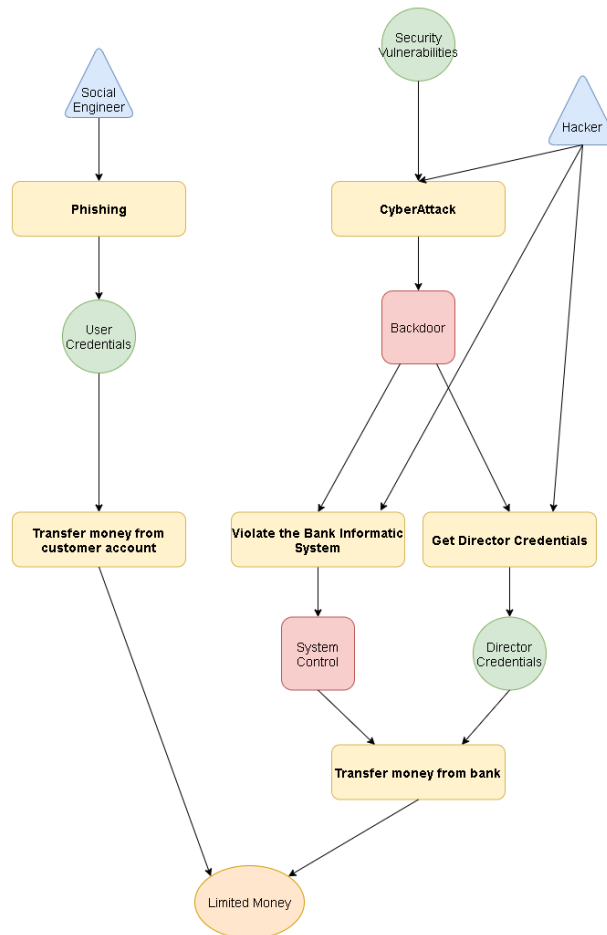 Security
Vulnerabilities
Social
Engineer
Hacker
Phishing
CyberAttack
User
Credentials
Backdoor
Transfer money from
customer account
Violate the Bank Informatic
System
Get Director Credentials
System
Control
Director
Credentials
Transfer money from bank
Limited Money